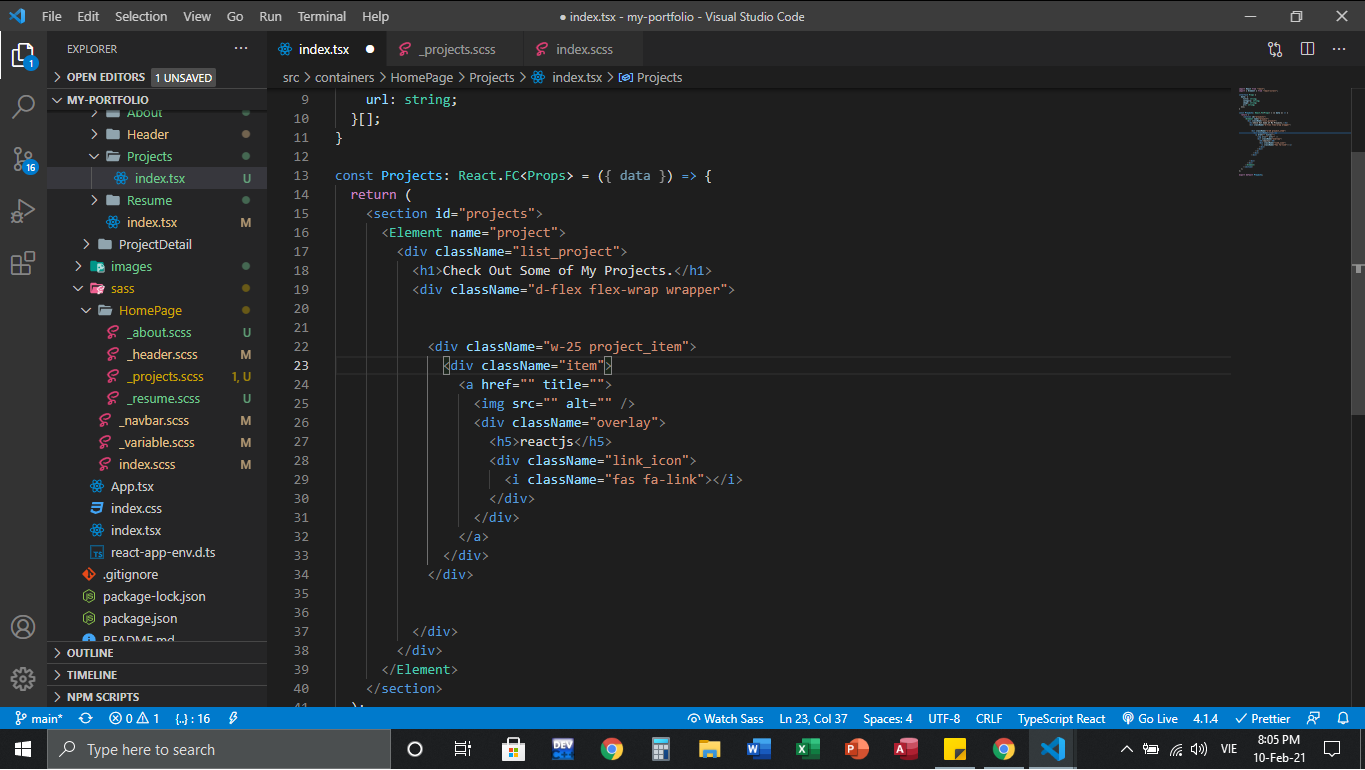 File Edit Selection View Go Run Terminal Help
● index.tsx - my-portfolio - Visual Studio Code
EXPLORER
OPEN EDITORS 1 UNSAVED
MY-PORTFOLIO
About
Header
Projects
index.tsx U
Resume
index.tsx M
ProjectDetail
images
sass
HomePage
_about.scss U
_header.scss M
_projects.scss 1, U
_resume.scss U
_navbar.scss M
_variable.scss M
index.scss M
App.tsx
index.css
index.tsx
TS react-app-env.d.ts
.gitignore
package-lock.json
package.json
README.md
OUTLINE
TIMELINE
NPM SCRIPTS
1
16
index.tsx ● _projects.scss index.scss
src > containers > HomePage > Projects > index.tsx > Projects
9 url: string;
10 }[];
11 }
12
13 const Projects: React.FC<Props> = ({ data }) => {
14 return (
15 <section id="projects">
16 <Element name="project">
17 <div className="list_project">
18 <h1>Check Out Some of My Projects.</h1>
19 <div className="d-flex flex-wrap wrapper">
20
21
22 <div className="w-25 project_item">
23 <div className="item">
24 <a href="" title="">
25 <img src="" alt="" />
26 <div className="overlay">
27 <h5>reactjs</h5>
28 <div className="link_icon">
29 <i className="fas fa-link"></i>
30 </div>
31 </div>
32 </a>
33 </div>
34 </div>
35
36
37 </div>
38 </div>
39 </Element>
40 </section>
41 );
main* 0 1 {..} : 16 Watch Sass Ln 23, Col 37 Spaces: 4 UTF-8 CRLF TypeScript React Go Live 4.1.4 Prettier
Type here to search
DEV
VIE
8:05 PM
10-Feb-21